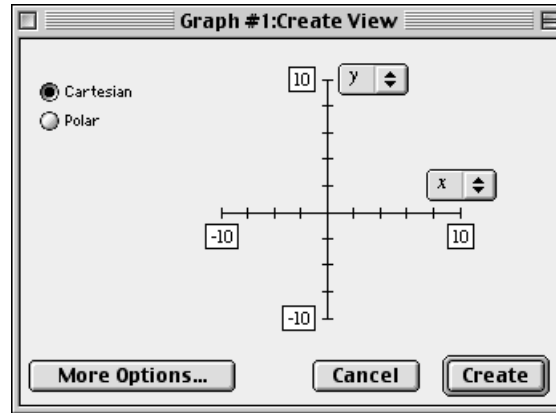 Graph #1:Create View
10 y
Cartesian
Polar
x
-10 10
-10
More Options... Cancel Create